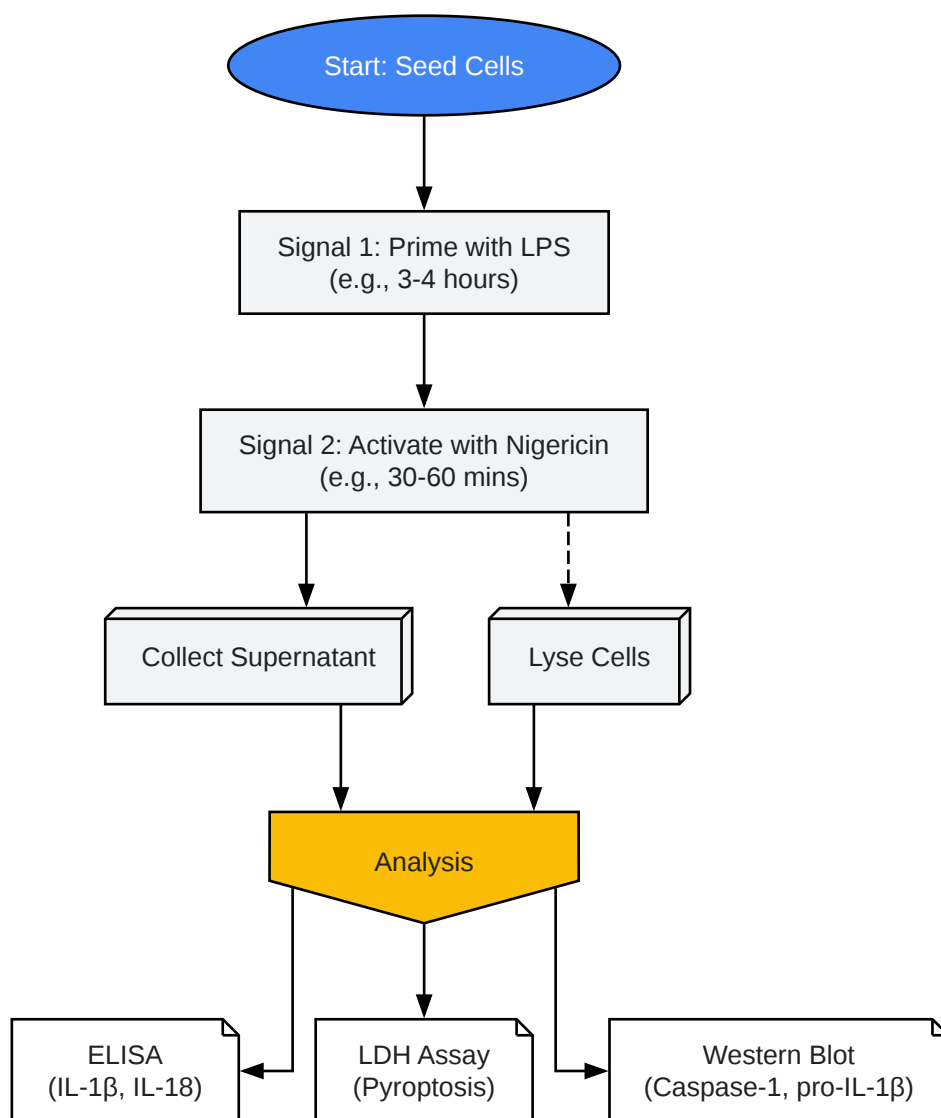 Start: Seed Cells
Signal 1: Prime with LPS
(e.g., 3-4 hours)
Signal 2: Activate with Nigericin
(e.g., 30-60 mins)
Collect Supernatant
Lyse Cells
Analysis
ELISA
(IL-1β, IL-18)
LDH Assay
(Pyroptosis)
Western Blot
(Caspase-1, pro-IL-1β)